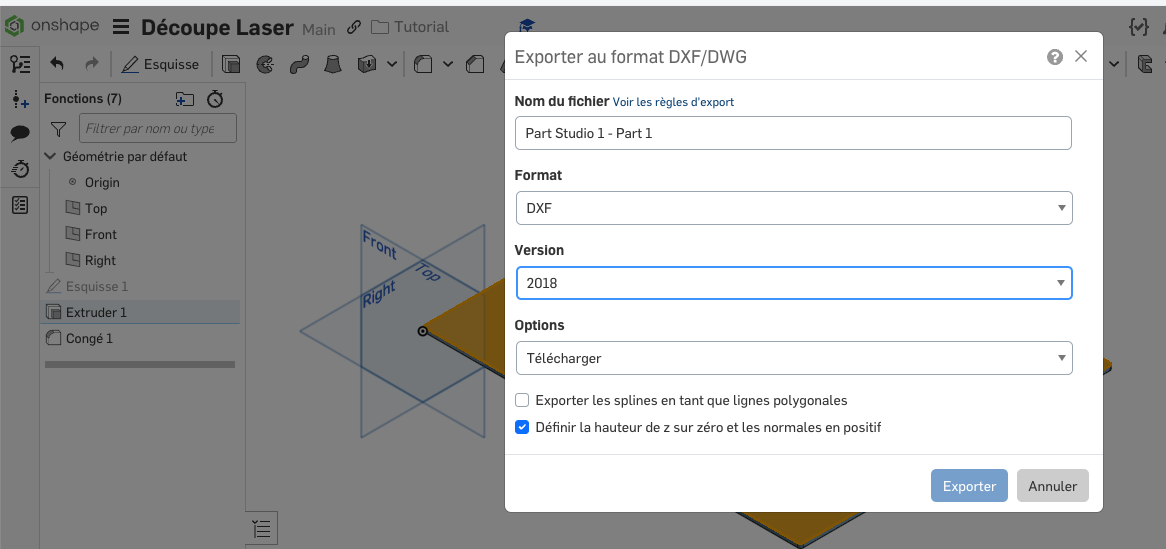 onshape Découpe Laser Main Tutorial
Esquisse
Fonctions (7)
Filtrer par nom ou type
Géométrie par défaut
Origin
Top
Front
Right
Esquisse 1
Extruder 1
Congé 1
Front
Top
Right
Exporter au format DXF/DWG
Nom du fichier Voir les règles d'export
Part Studio 1 - Part 1
Format
DXF
Version
2018
Options
Télécharger
Exporter les splines en tant que lignes polygonales
Définir la hauteur de z sur zéro et les normales en positif
Exporter Annuler